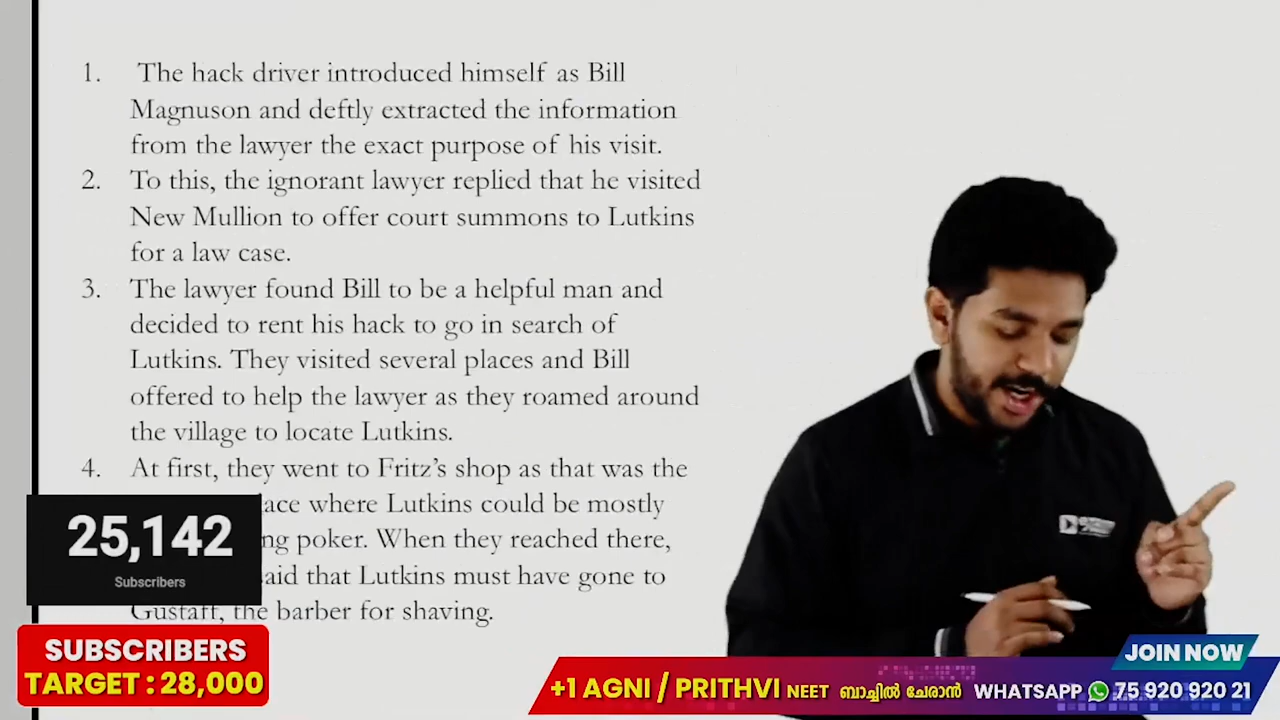 1. The hack driver introduced himself as Bill
Magnuson and deftly extracted the information
from the lawyer the exact purpose of his visit.
2. To this, the ignorant lawyer replied that he visited
New Mullion to offer court summons to Lutkins
for a law case.
3. The lawyer found Bill to be a helpful man and
decided to rent his hack to go in search of
Lutkins. They visited several places and Bill
offered to help the lawyer as they roamed around
the village to locate Lutkins.
4. At first, they went to Fritz's shop as that was the
where Lutkins could be mostly
poker. When they reached there,
that Lutkins must have gone to
Gustaff, the barber for shaving.
25,142
Subscribers
SUBSCRIBERS
TARGET : 28,000
JOIN NOW
+1 AGNI / PRITHVI NEET ബാച്ചിൽ ചേരാൻ WHATSAPP 75 920 920 21